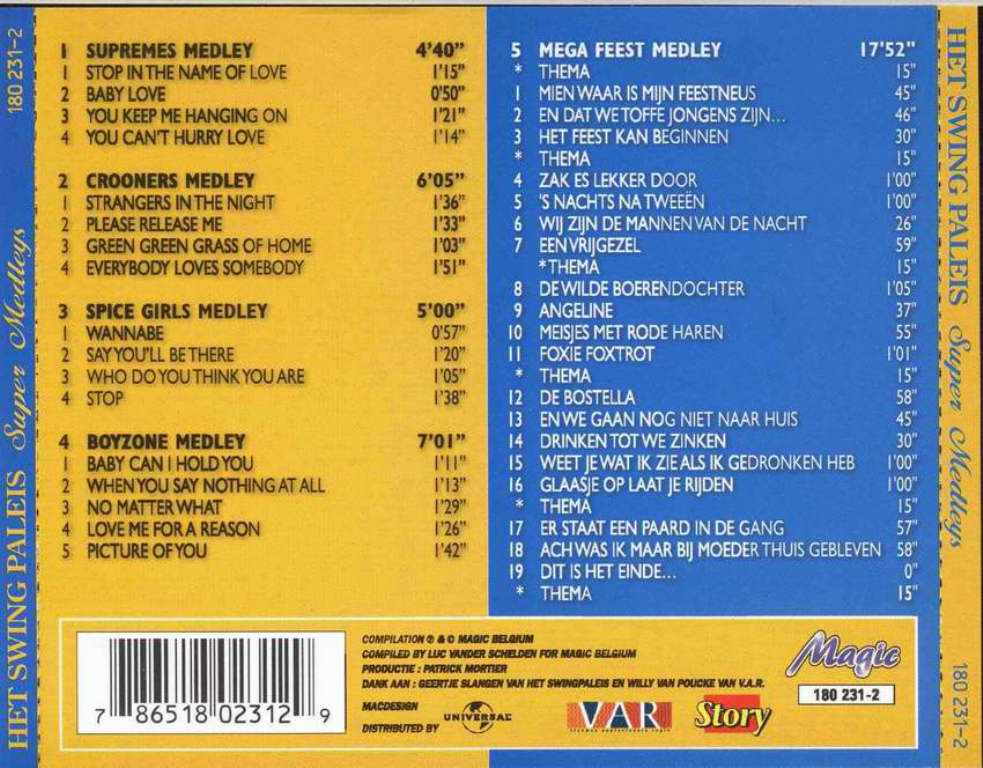 HET SWING PALEIS Super Medleys 180 231-2
1 SUPREMES MEDLEY 4'40"
1 STOP IN THE NAME OF LOVE 1'15"
2 BABY LOVE 0'50"
3 YOU KEEP ME HANGING ON 1'21"
4 YOU CAN'T HURRY LOVE 1'14"
2 CROONERS MEDLEY 6'05"
1 STRANGERS IN THE NIGHT 1'36"
2 PLEASE RELEASE ME 1'33"
3 GREEN GREEN GRASS OF HOME 1'03"
4 EVERYBODY LOVES SOMEBODY 1'51"
3 SPICE GIRLS MEDLEY 5'00"
1 WANNABE 0'57"
2 SAY YOU'LL BE THERE 1'20"
3 WHO DO YOU THINK YOU ARE 1'05"
4 STOP 1'38"
4 BOYZONE MEDLEY 7'01"
1 BABY CAN I HOLD YOU 1'11"
2 WHEN YOU SAY NOTHING AT ALL 1'13"
3 NO MATTER WHAT 1'29"
4 LOVE ME FOR A REASON 1'26"
5 PICTURE OF YOU 1'42"
5 MEGA FEEST MEDLEY 17'52"
* THEMA 15"
1 MIEN WAAR IS MIJN FEESTNEUS 45"
2 EN DAT WE TOFFE JONGENS ZIJN... 46"
3 HET FEEST KAN BEGINNEN 30"
* THEMA 15"
4 ZAK ES LEKKER DOOR 1'00"
5 'S NACHTS NA TWEEËN 1'00"
6 WIJ ZIJN DE MANNEN VAN DE NACHT 26"
7 EEN VRIJGEZEL 59"
*THEMA 15"
8 DE WILDE BOERENDOCHTER 1'05"
9 ANGELINE 37"
10 MEISJES MET RODE HAREN 55"
11 FOXIE FOXTROT 1'01"
* THEMA 15"
12 DE BOSTELLA 58"
13 EN WE GAAN NOG NIET NAAR HUIS 45"
14 DRINKEN TOT WE ZINKEN 30"
15 WEET JE WAT IK ZIE ALS IK GEDRONKEN HEB 1'00"
16 GLAASJE OP LAAT JE RIJDEN 1'00"
* THEMA 15"
17 ER STAAT EEN PAARD IN DE GANG 57"
18 ACH WAS IK MAAR BIJ MOEDER THUIS GEBLEVEN 58"
19 DIT IS HET EINDE... 0"
* THEMA 15"
HET SWING PALEIS Super Medleys 180 231-2
7 86518 02312 9
COMPILATION ℗ & © MAGIC BELGIUM
COMPILED BY LUC VANDER SCHELDEN FOR MAGIC BELGIUM
PRODUCTIE : PATRICK MORTIER
DANK AAN : GEERTJE SLANGEN VAN HET SWINGPALEIS EN WILLY VAN POUCKE VAN V.A.R.
MACDESIGN
DISTRIBUTED BY UNIVERSAL
VAR
Story
Magic
180 231-2